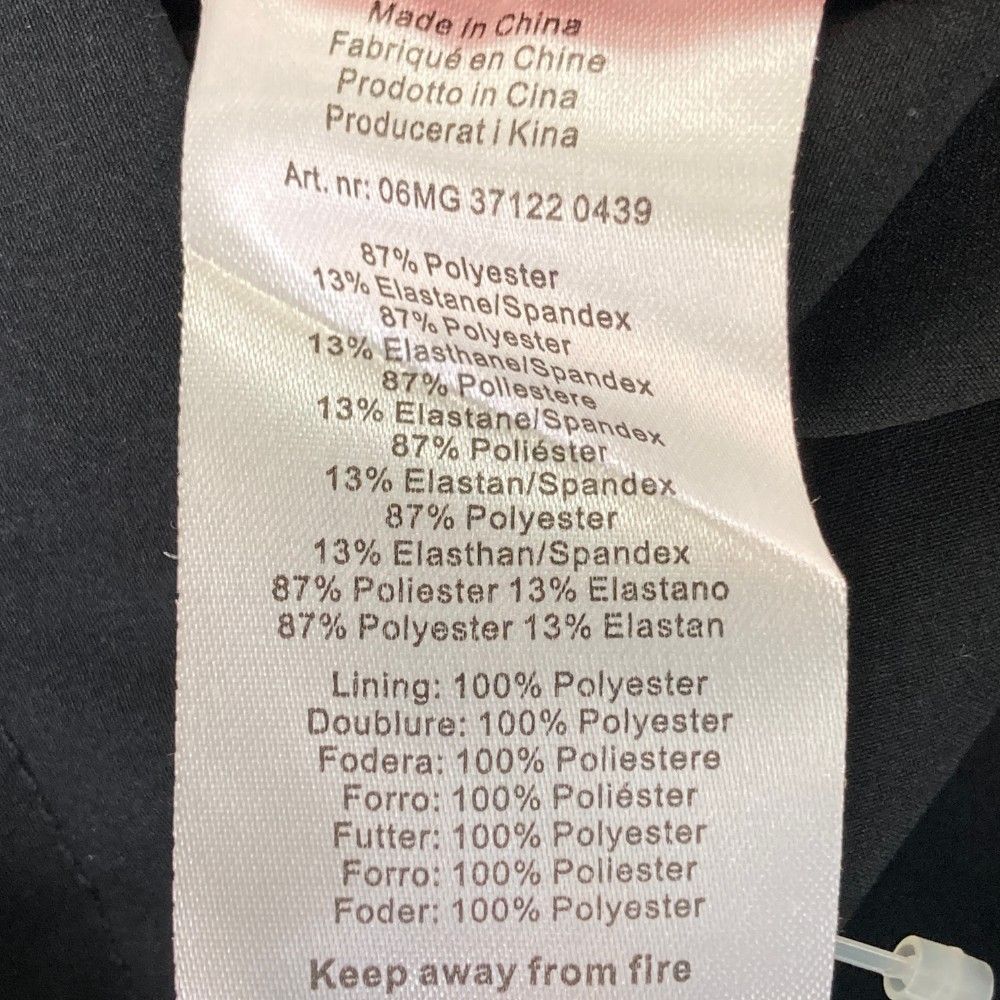 Made in China
Fabriqué en Chine
Prodotto in Cina
Producerat i Kina
Art. nr: 06MG 37122 0439
87% Polyester
13% Elastane/Spandex
87% Polyester
13% Elasthane/Spandex
87% Poliestere
13% Elastane/Spandex
87% Poliéster
13% Elastan/Spandex
87% Polyester
13% Elasthan/Spandex
87% Poliester 13% Elastano
87% Polyester 13% Elastan
Lining: 100% Polyester
Doublure: 100% Polyester
Fodera: 100% Poliestere
Forro: 100% Poliéster
Futter: 100% Polyester
Forro: 100% Poliester
Foder: 100% Polyester
Keep away from fire